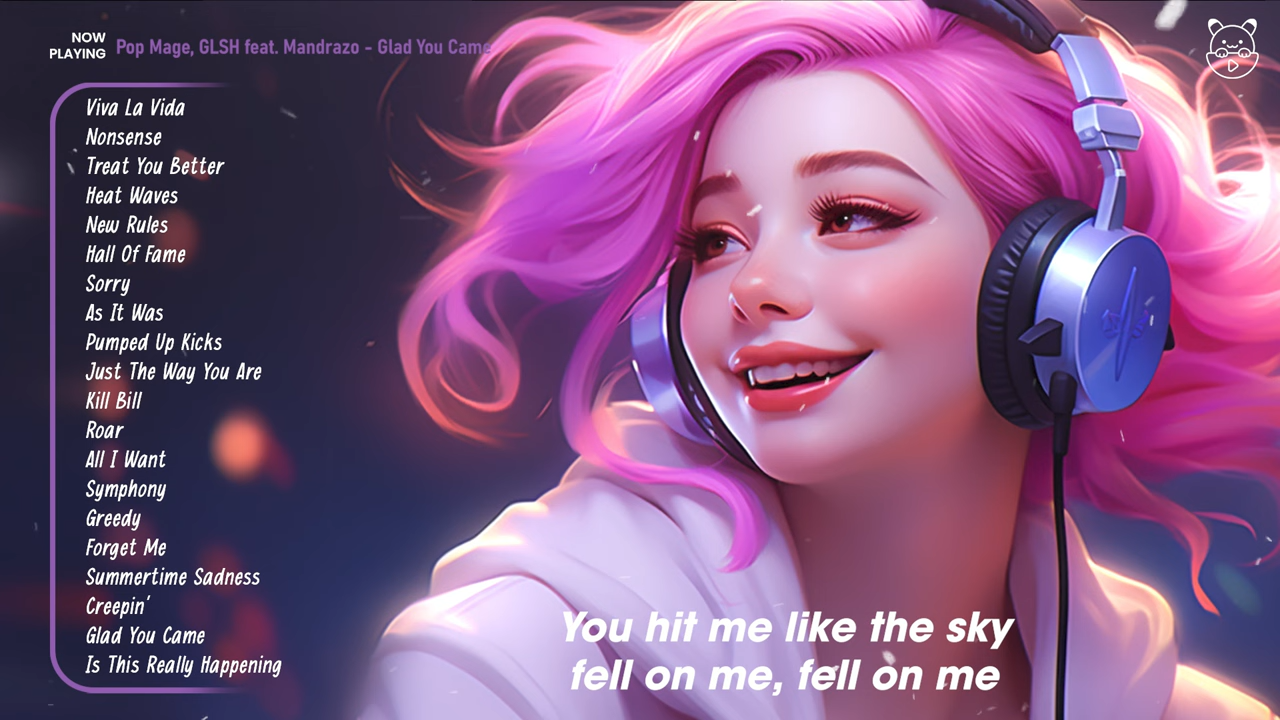 NOW
PLAYING
Pop Mage, GLSH feat. Mandrazo - Glad You Came
Viva La Vida
Nonsense
Treat You Better
Heat Waves
New Rules
Hall Of Fame
Sorry
As It Was
Pumped Up Kicks
Just The Way You Are
Kill Bill
Roar
All I Want
Symphony
Greedy
Forget Me
Summertime Sadness
Creepin'
Glad You Came
Is This Really Happening
You hit me like the sky
fell on me, fell on me